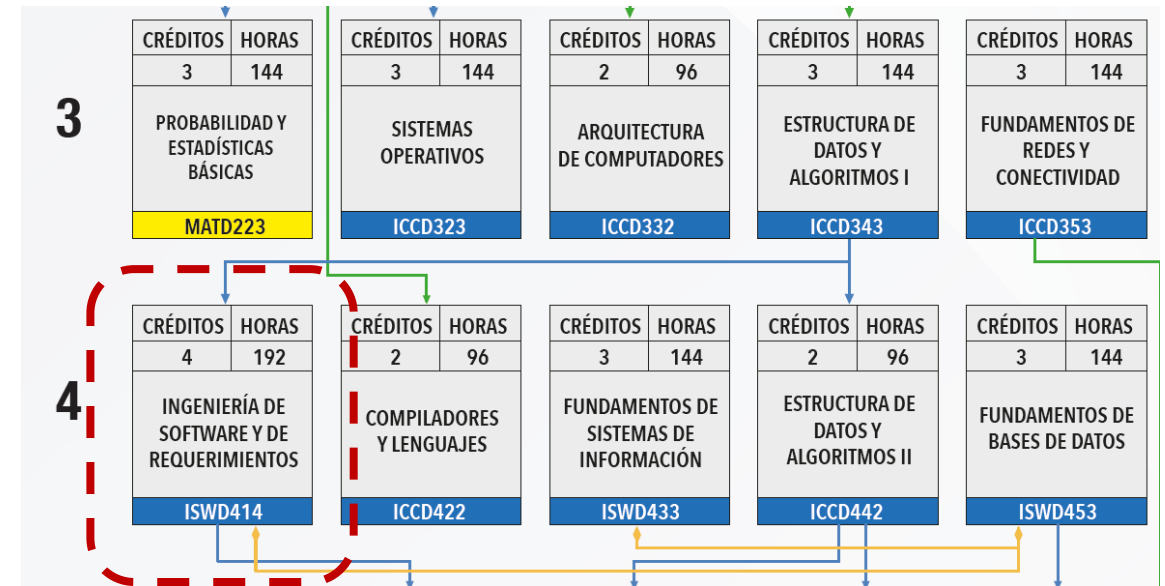 CRÉDITOS HORAS CRÉDITOS HORAS CRÉDITOS HORAS CRÉDITOS HORAS CRÉDITOS HORAS
3 144 3 144 2 96 3 144 3 144
3
PROBABILIDAD Y
ESTADÍSTICAS
BÁSICAS
SISTEMAS
OPERATIVOS
ARQUITECTURA
DE COMPUTADORES
ESTRUCTURA DE
DATOS Y
ALGORITMOS I
FUNDAMENTOS DE
REDES Y
CONECTIVIDAD
MATD223 ICCD323 ICCD332 ICCD343 ICCD353
CRÉDITOS HORAS CRÉDITOS HORAS CRÉDITOS HORAS CRÉDITOS HORAS CRÉDITOS HORAS
4 192 2 96 3 144 2 96 3 144
4
INGENIERÍA DE
SOFTWARE Y DE
REQUERIMIENTOS
COMPILADORES
Y LENGUAJES
FUNDAMENTOS DE
SISTEMAS DE
INFORMACIÓN
ESTRUCTURA DE
DATOS Y
ALGORITMOS II
FUNDAMENTOS DE
BASES DE DATOS
ISWD414 ICCD422 ISWD433 ICCD442 ISWD453